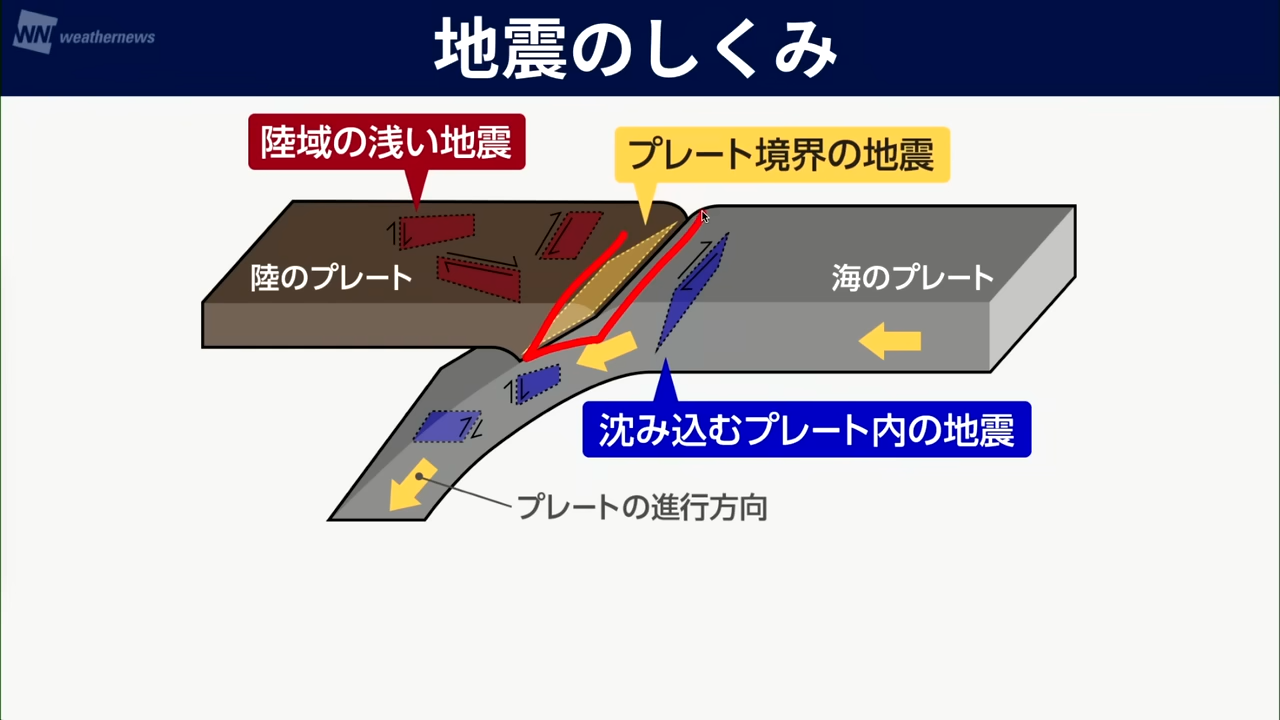 WNI weathernews
地震のしくみ
陸域の浅い地震
プレート境界の地震
陸のプレート
海のプレート
沈み込むプレート内の地震
プレートの進行方向